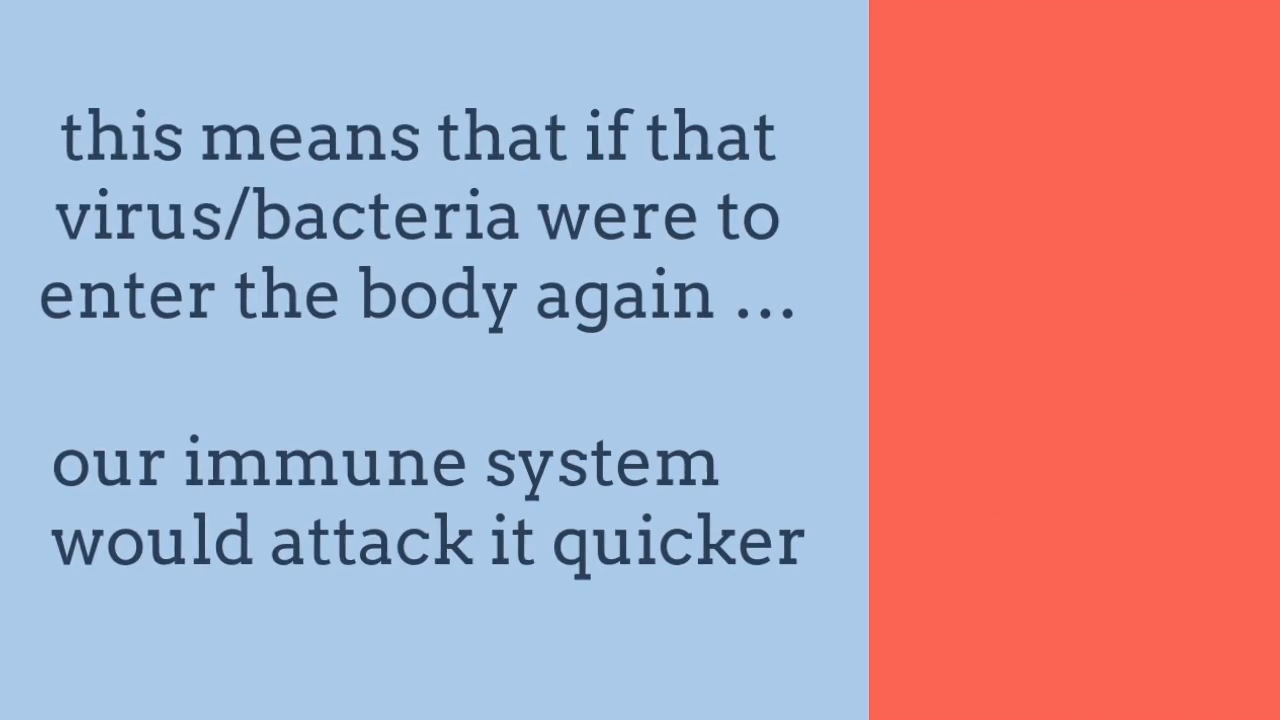 this means that if that
virus/bacteria were to
enter the body again ...
our immune system
would attack it quicker